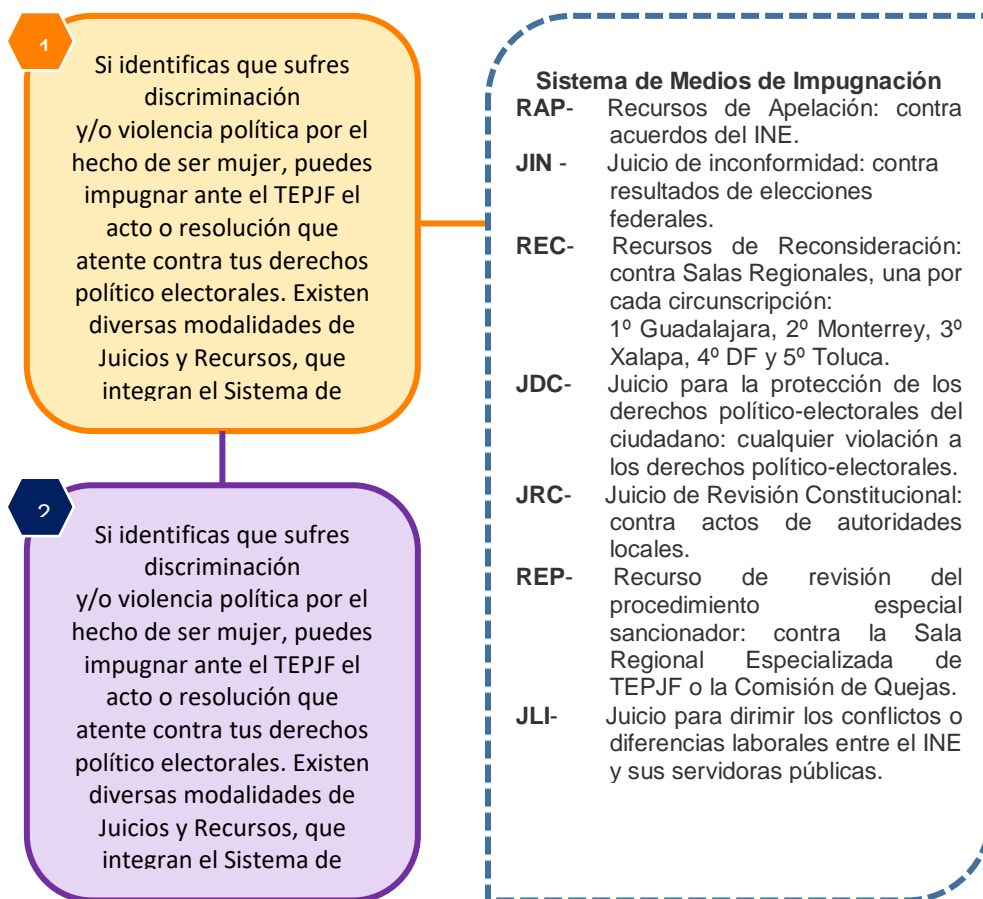 1
Si identificas que sufres
discriminación
y/o violencia política por el
hecho de ser mujer, puedes
impugnar ante el TEPJF el
acto o resolución que
atente contra tus derechos
político electorales. Existen
diversas modalidades de
Juicios y Recursos, que
integran el Sistema de
2
Si identificas que sufres
discriminación
y/o violencia política por el
hecho de ser mujer, puedes
impugnar ante el TEPJF el
acto o resolución que
atente contra tus derechos
político electorales. Existen
diversas modalidades de
Juicios y Recursos, que
integran el Sistema de
Sistema de Medios de Impugnación
RAP- Recursos de Apelación: contra
acuerdos del INE.
JIN - Juicio de inconformidad: contra
resultados de elecciones
federales.
REC- Recursos de Reconsideración:
contra Salas Regionales, una por
cada circunscripción:
1º Guadalajara, 2º Monterrey, 3º
Xalapa, 4º DF y 5º Toluca.
JDC- Juicio para la protección de los
derechos político-electorales del
ciudadano: cualquier violación a
los derechos político-electorales.
JRC- Juicio de Revisión Constitucional:
contra actos de autoridades
locales.
REP- Recurso de revisión del
procedimiento especial
sancionador: contra la Sala
Regional Especializada de
TEPJF o la Comisión de Quejas.
JLI- Juicio para dirimir los conflictos o
diferencias laborales entre el INE
y sus servidoras públicas.